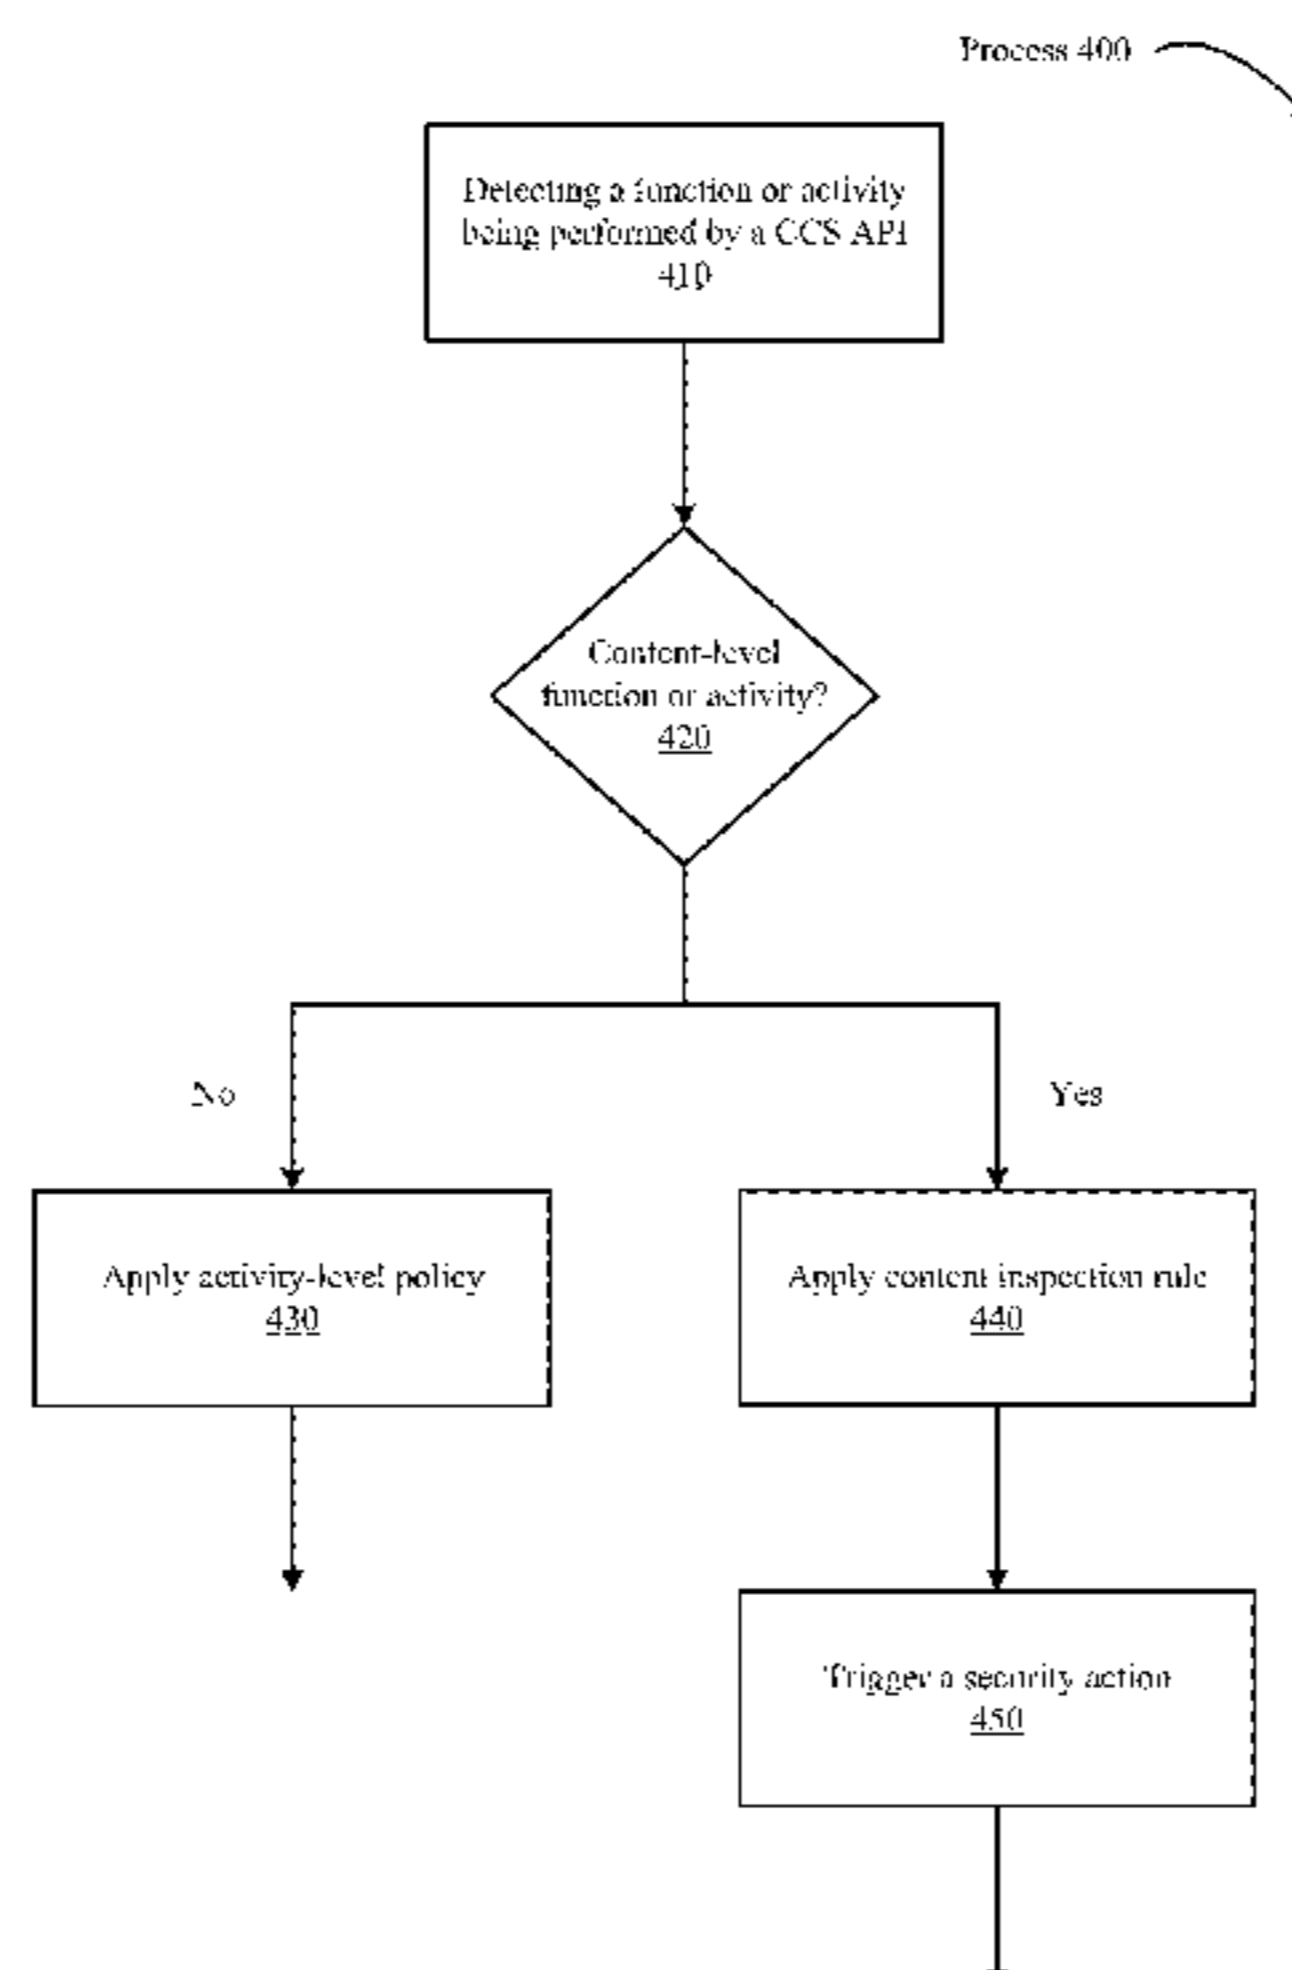 Process 400
Detecting a function or activity
being performed by a CCS API
410
Content-level
function or activity?
420
No
Yes
Apply activity-level policy
430
Apply content inspection rule
440
Trigger a security action
450